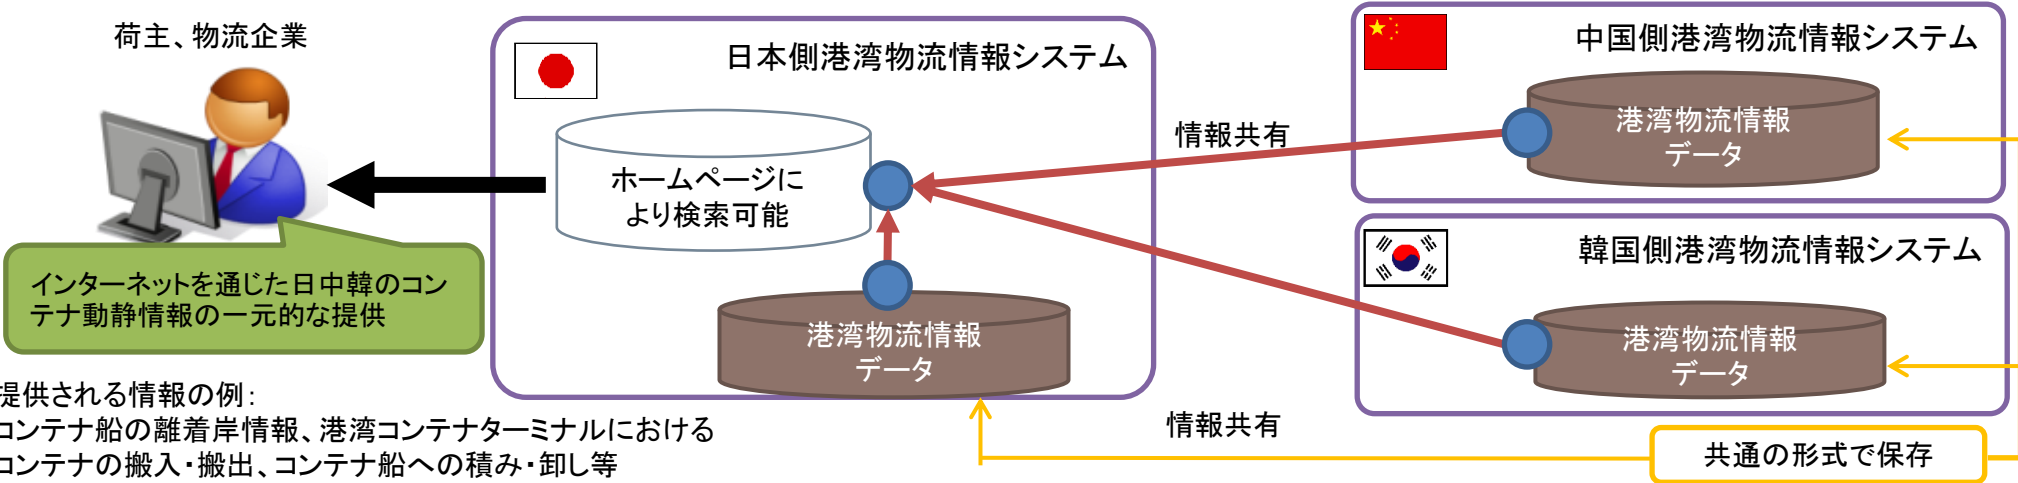 荷主、物流企業
日本側港湾物流情報システム
中国側港湾物流情報システム
港湾物流情報
データ
情報共有
ホームページに
より検索可能
韓国側港湾物流情報システム
インターネットを通じた日中韓のコン
テナ動静情報の一元的な提供
港湾物流情報
データ
港湾物流情報
データ
提供される情報の例：
コンテナ船の離着岸情報、港湾コンテナターミナルにおける
コンテナの搬入・搬出、コンテナ船への積み・卸し等
情報共有
共通の形式で保存